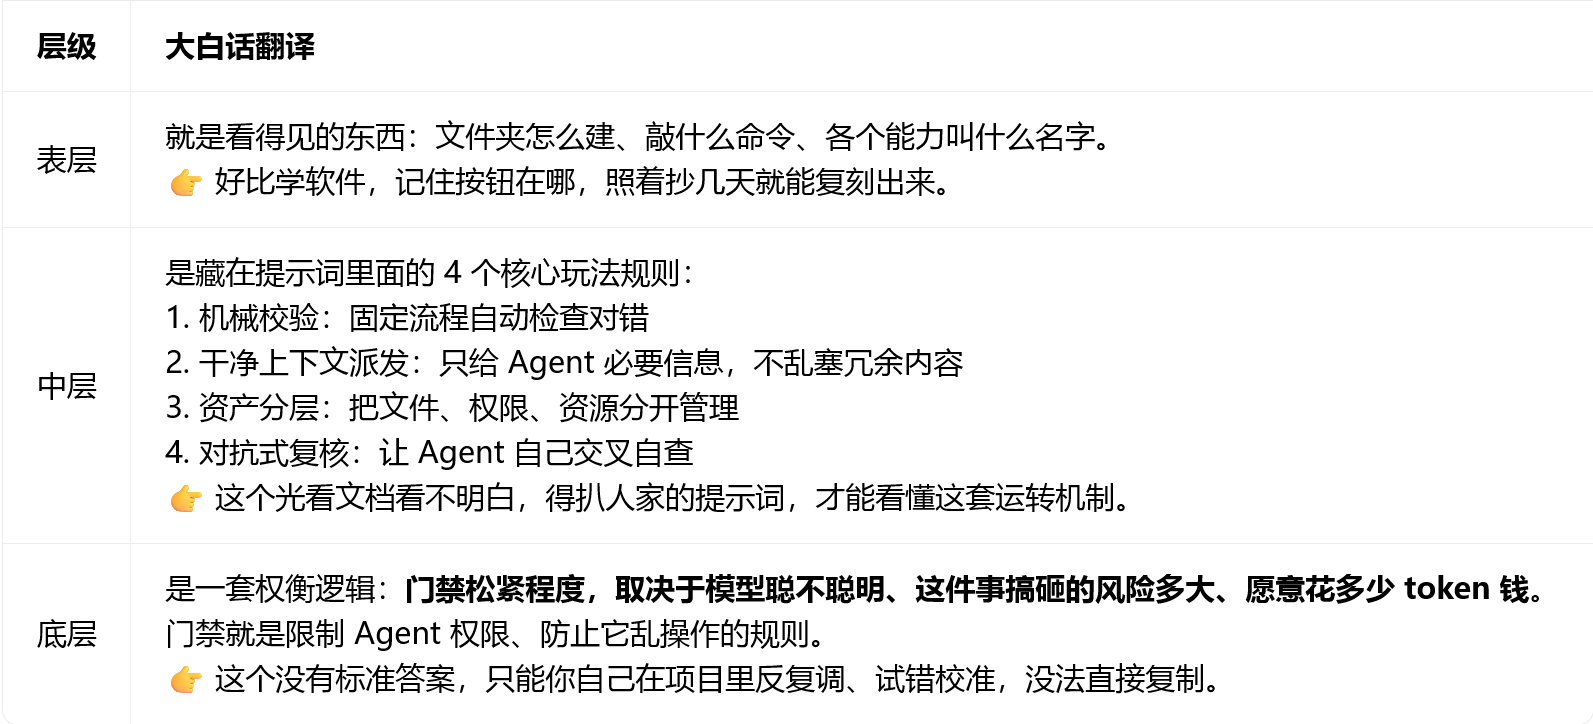 层级 大白话翻译
表层
就是看得见的东西：文件夹怎么建、敲什么命令、各个能力叫什么名字。
👉 好比学软件，记住按钮在哪，照着抄几天就能复刻出来。
中层
是藏在提示词里面的 4 个核心玩法规则：
1. 机械校验：固定流程自动检查对错
2. 干净上下文派发：只给 Agent 必要信息，不乱塞冗余内容
3. 资产分层：把文件、权限、资源分开管理
4. 对抗式复核：让 Agent 自己交叉自查
👉 这个光看文档看不明白，得扒人家的提示词，才能看懂这套运转机制。
底层
是一套权衡逻辑：门禁松紧程度，取决于模型聪不聪明、这件事搞砸的风险多大、愿意花多少 token 钱。
门禁就是限制 Agent 权限、防止它乱操作的规则。
👉 这个没有标准答案，只能你自己在项目里反复调、试错校准，没法直接复制。